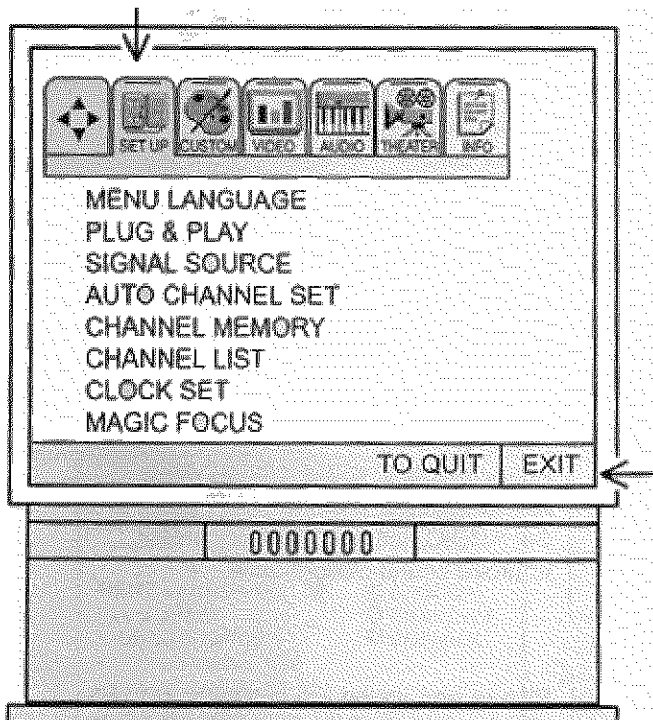 SET UP CUSTOM VIDEO AUDIO THEATER INFO
MENU LANGUAGE
PLUG & PLAY
SIGNAL SOURCE
AUTO CHANNEL SET
CHANNEL MEMORY
CHANNEL LIST
CLOCK SET
MAGIC FOCUS
TO QUIT EXIT
0000000